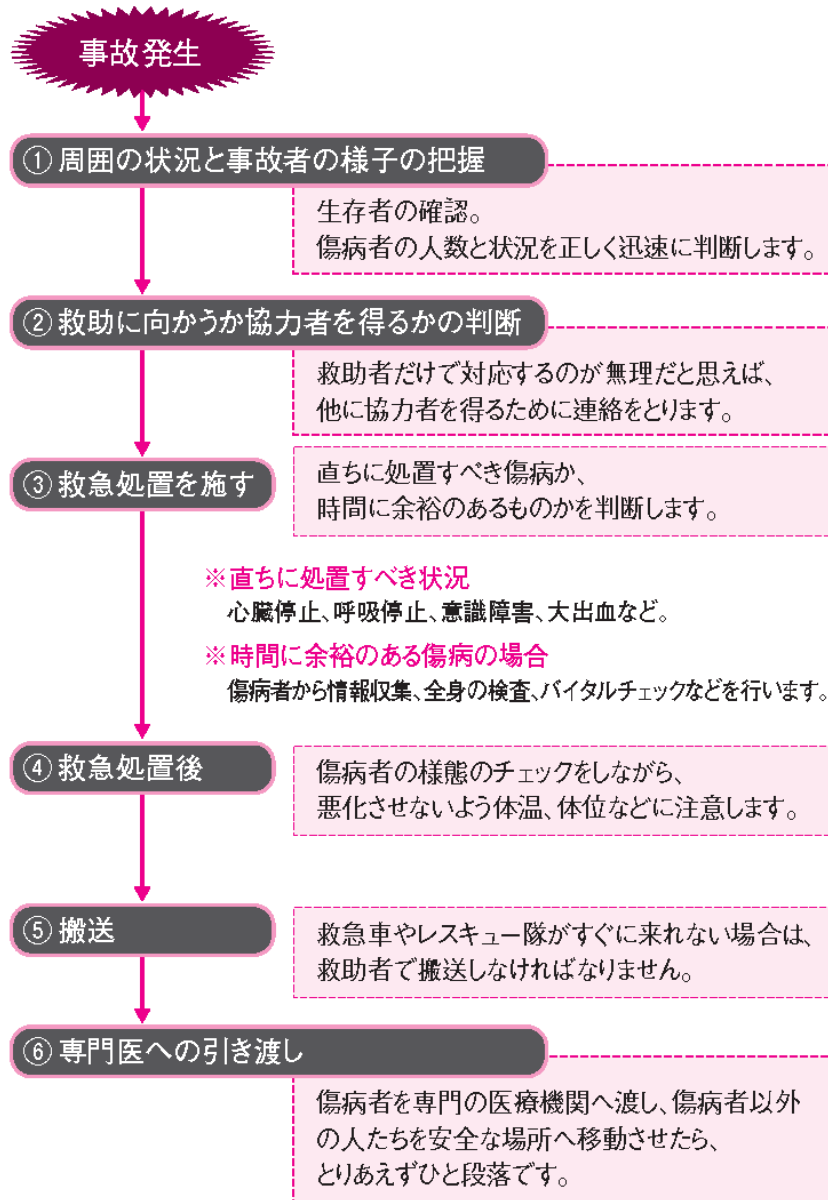 事故発生
①周囲の状況と事故者の様子の把握
生存者の確認。
傷病者の人数と状況を正しく迅速に判断します。
②救助に向かうか協力者を得るかの判断
救助者だけで対応するのが無理だと思えば、
他に協力者を得るために連絡をとります。
③救急処置を施す
直ちに処置すべき傷病か、
時間に余裕のあるものかを判断します。
※直ちに処置すべき状況
心臓停止、呼吸停止、意識障害、大出血など。
※時間に余裕のある傷病の場合
傷病者から情報収集、全身の検査、バイタルチェックなどを行います。
④救急処置後
傷病者の様態のチェックをしながら、
悪化させないよう体温、体位などに注意します。
⑤搬送
救急車やレスキュー隊がすぐに来れない場合は、
救助者で搬送しなければなりません。
⑥専門医への引き渡し
傷病者を専門の医療機関へ渡し、傷病者以外
の人たちを安全な場所へ移動させたら、
とりあえずひと段落です。